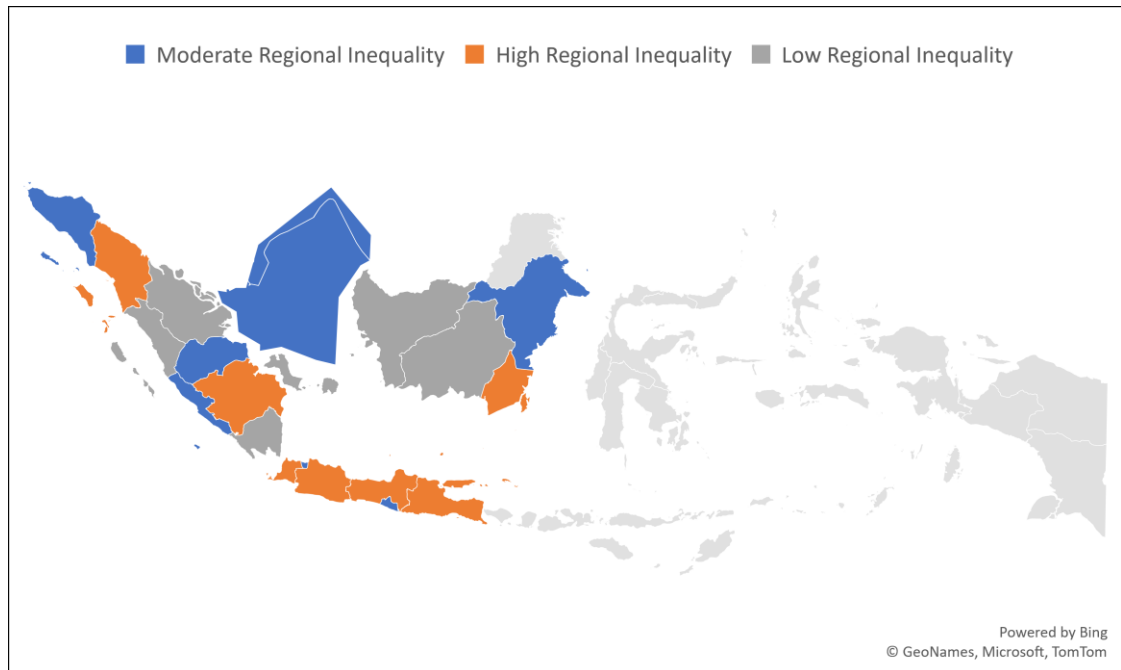 Moderate Regional Inequality High Regional Inequality Low Regional Inequality
Powered by Bing
© GeoNames, Microsoft, TomTom